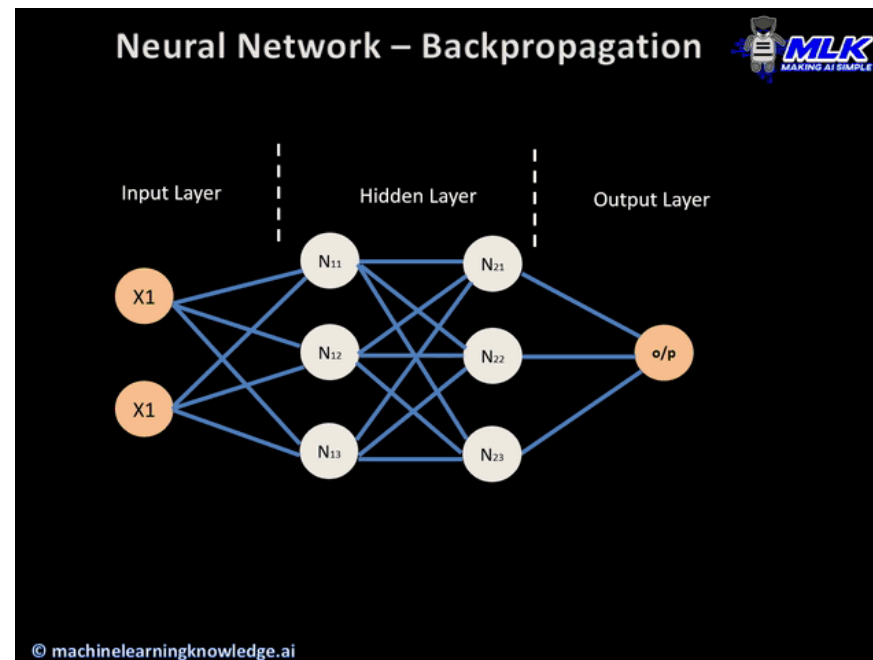 Neural Network – Backpropagation
MLK
MAKING AI SIMPLE
Input Layer
Hidden Layer
Output Layer
N₁₁
N₂₁
X1
N₁₂
N₂₂
o/p
X1
N₁₃
N₂₃
© machinelearningknowledge.ai